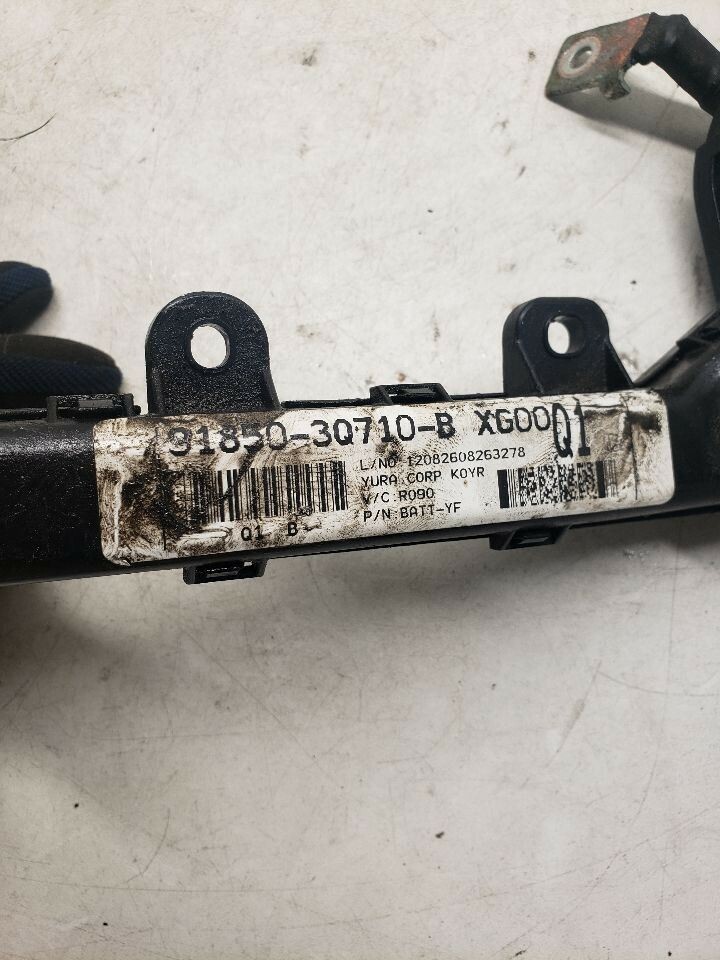 91850-3Q710-B XG00 Q1
L/NO 12082608263278
YURA CORP KOYR
V/C R090
P/N BATT-YF
Q1 B